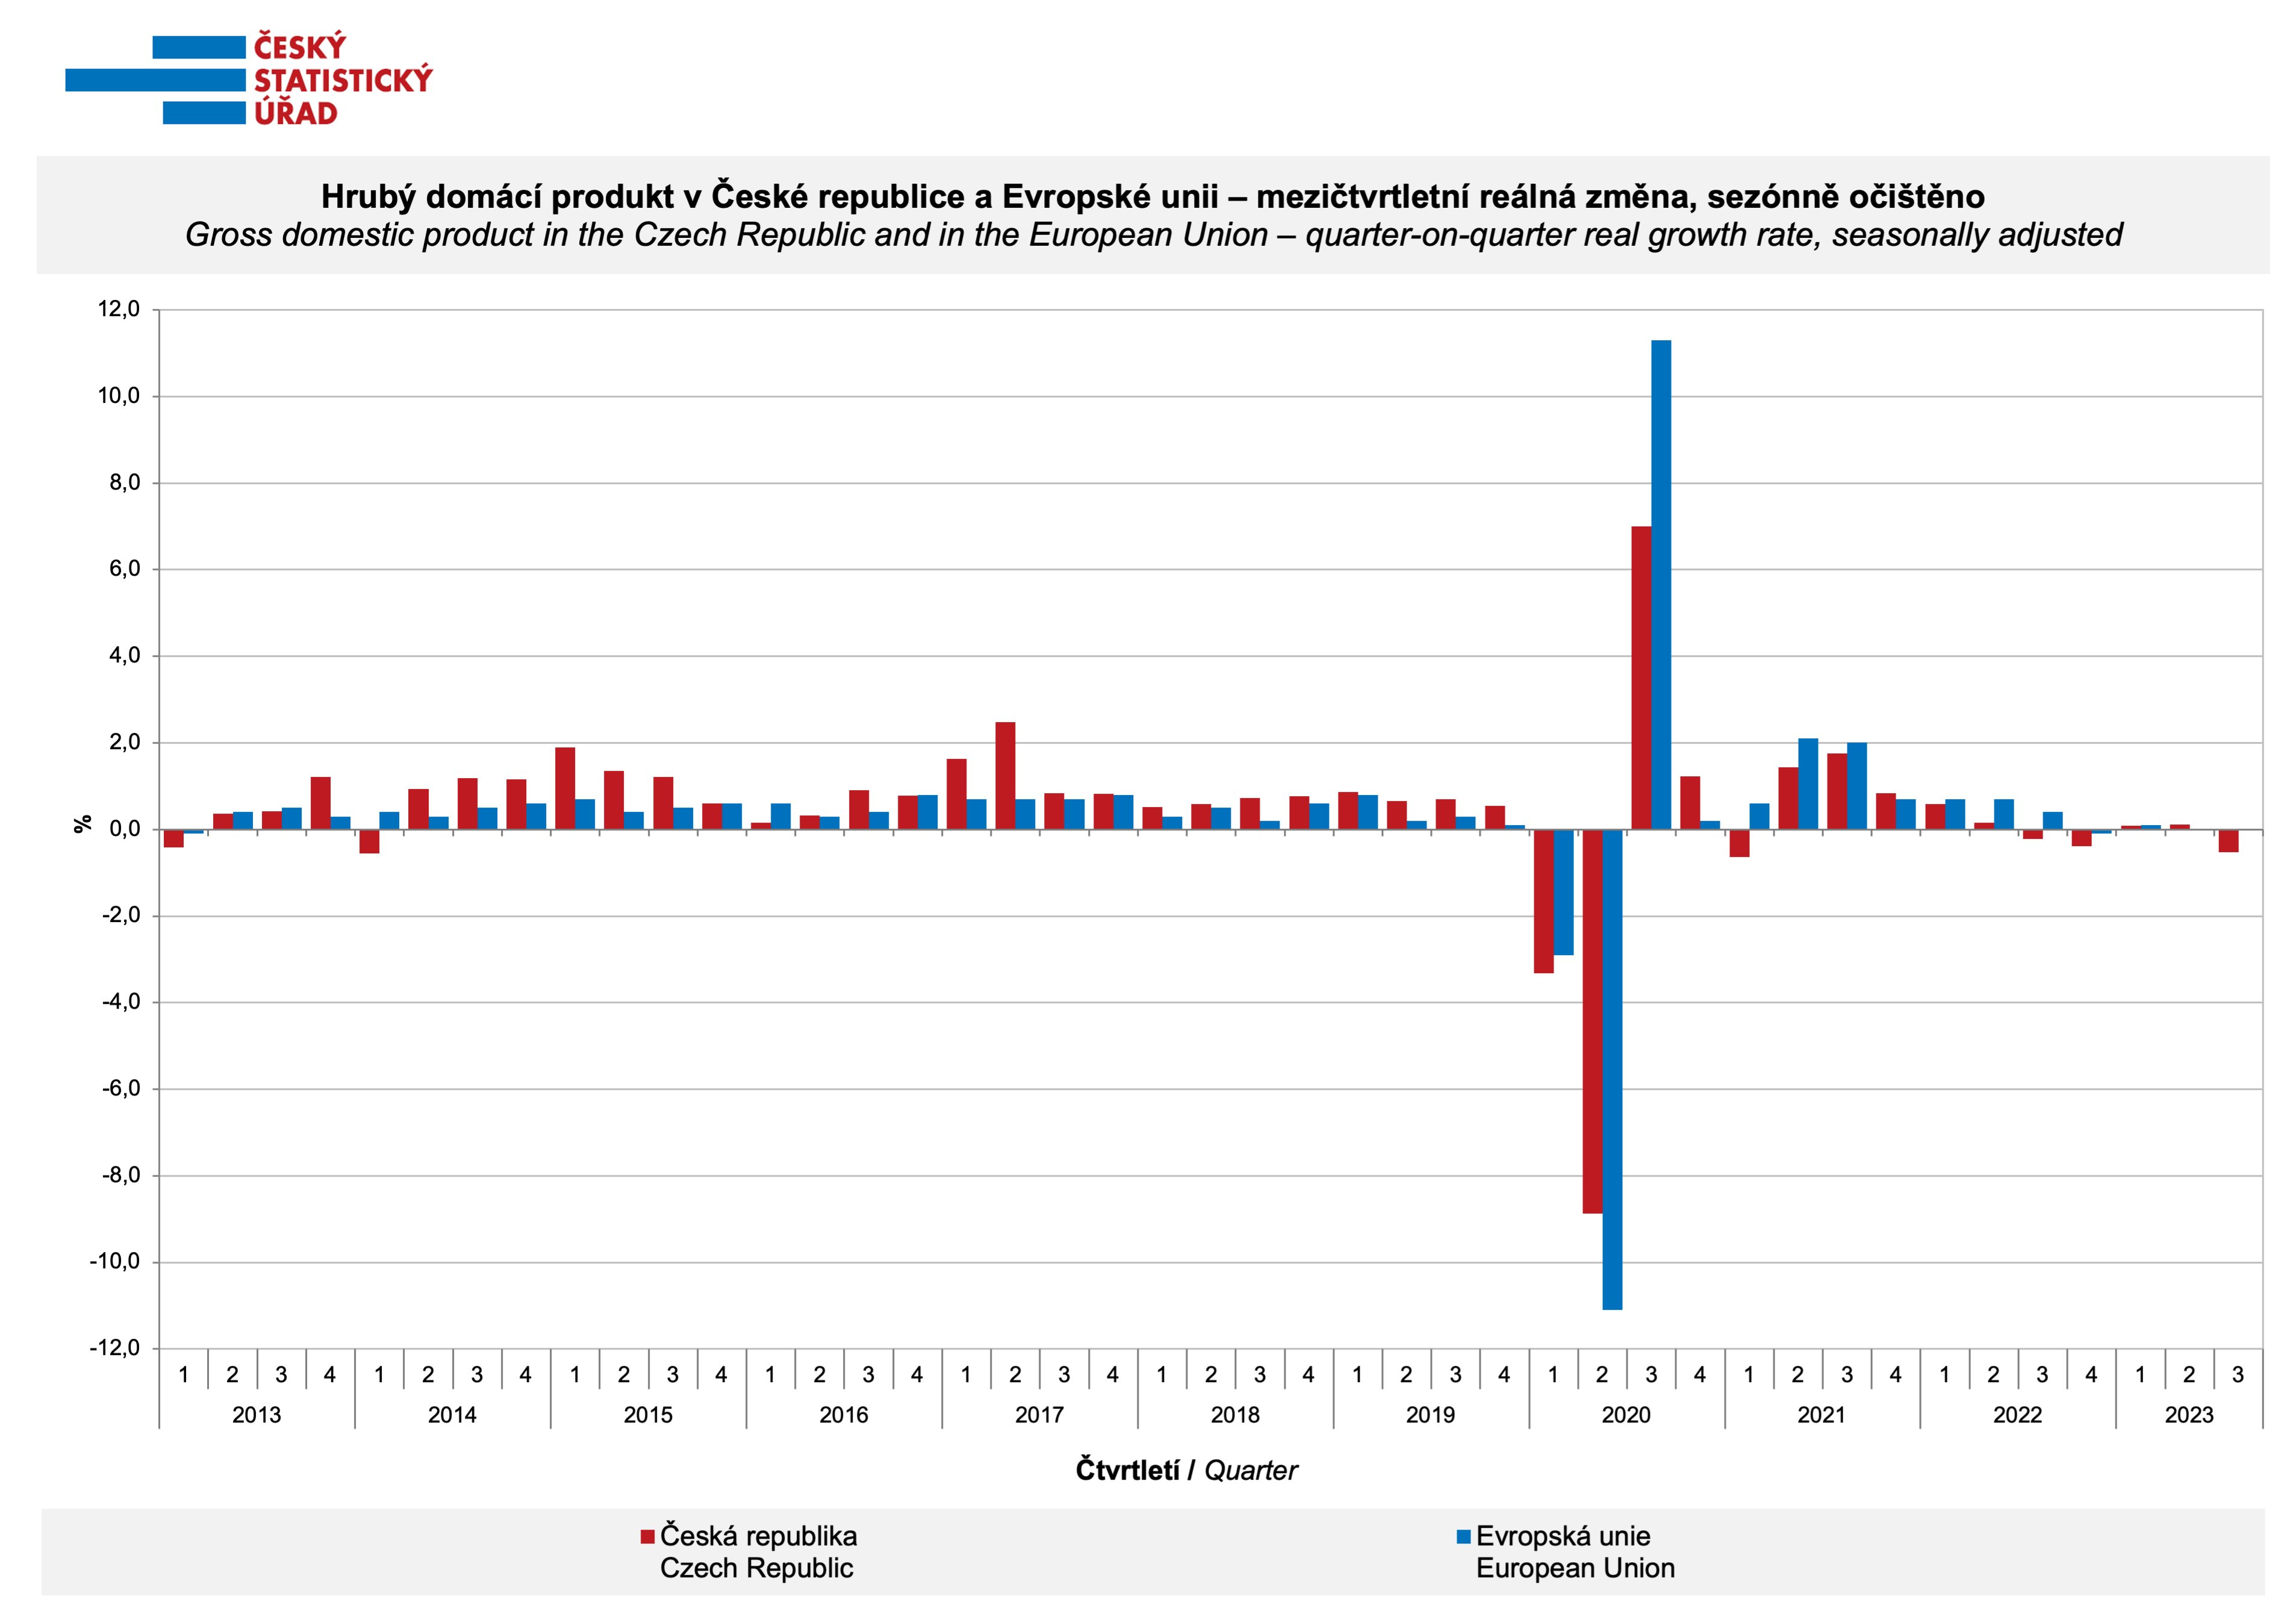 ČESKÝ
STATISTICKÝ
ÚŘAD
Hrubý domácí produkt v České republice a Evropské unii – mezičtvrtletní reálná změna, sezónně očištěno
Gross domestic product in the Czech Republic and in the European Union – quarter-on-quarter real growth rate, seasonally adjusted
12,0
10,0
8,0
6,0
4,0
2,0
0,0
-2,0
-4,0
-6,0
-8,0
-10,0
-12,0
%
1 2 3 4 1 2 3 4 1 2 3 4 1 2 3 4 1 2 3 4 1 2 3 4 1 2 3 4 1 2 3 4 1 2 3 4 1 2 3 4 1 2 3
2013 2014 2015 2016 2017 2018 2019 2020 2021 2022 2023
Čtvrtletí / Quarter
Česká republika
Czech Republic
Evropská unie
European Union